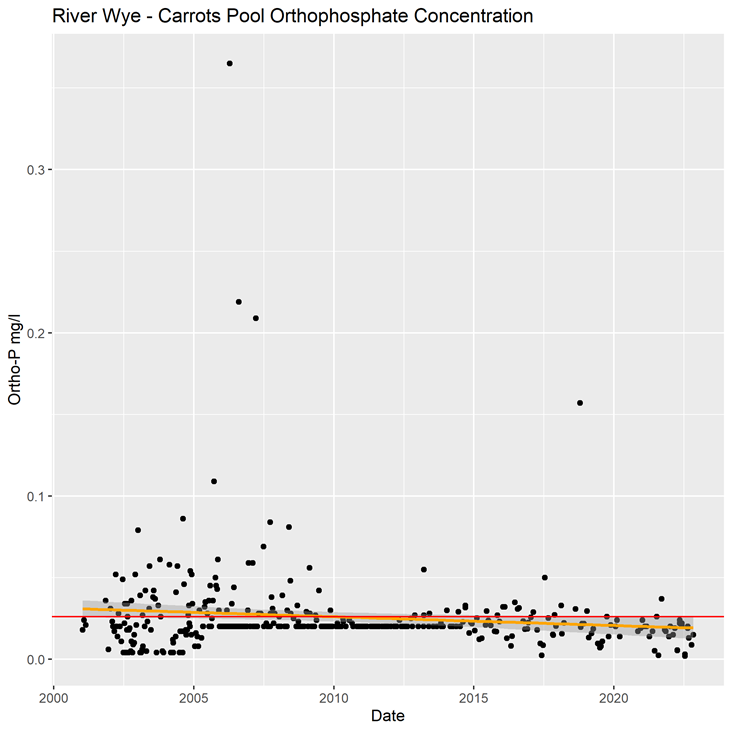 River Wye - Carrots Pool Orthophosphate Concentration
Ortho-P mg/l
0.3
0.2
0.1
0.0
2000 2005 2010 2015 2020
Date